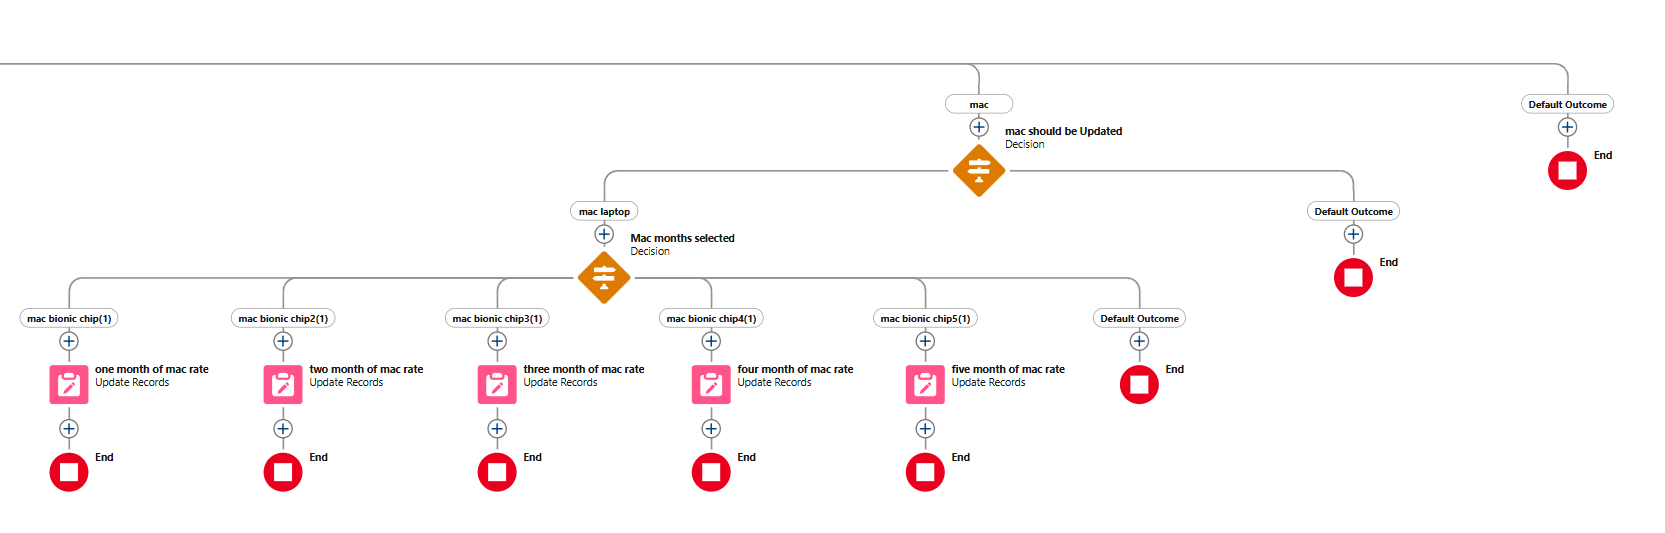 mac
Default Outcome
mac should be Updated
Decision
End
mac laptop
Default Outcome
Mac months selected
Decision
End
mac bionic chip(1)
mac bionic chip2(1)
mac bionic chip3(1)
mac bionic chip4(1)
mac bionic chip5(1)
Default Outcome
one month of mac rate
Update Records
two month of mac rate
Update Records
three month of mac rate
Update Records
four month of mac rate
Update Records
five month of mac rate
Update Records
End
End
End
End
End
End